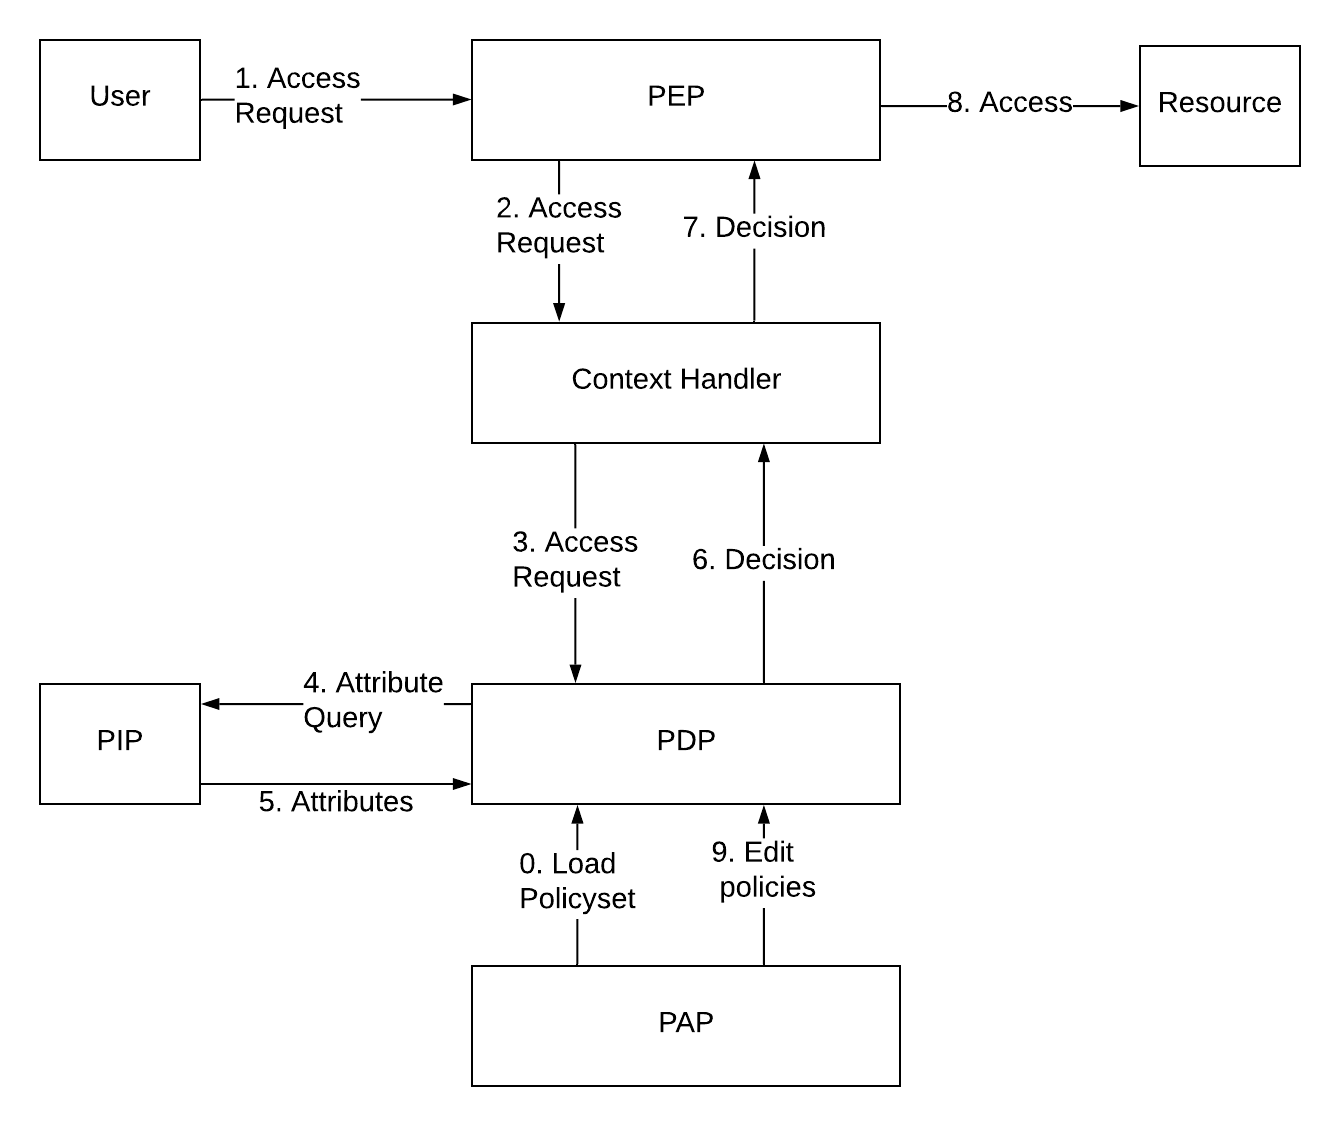 User
1. Access
Request
PEP
8. Access
Resource
2. Access
Request
7. Decision
Context Handler
3. Access
Request
6. Decision
4. Attribute
Query
PIP
PDP
5. Attributes
0. Load
Policyset
9. Edit
policies
PAP